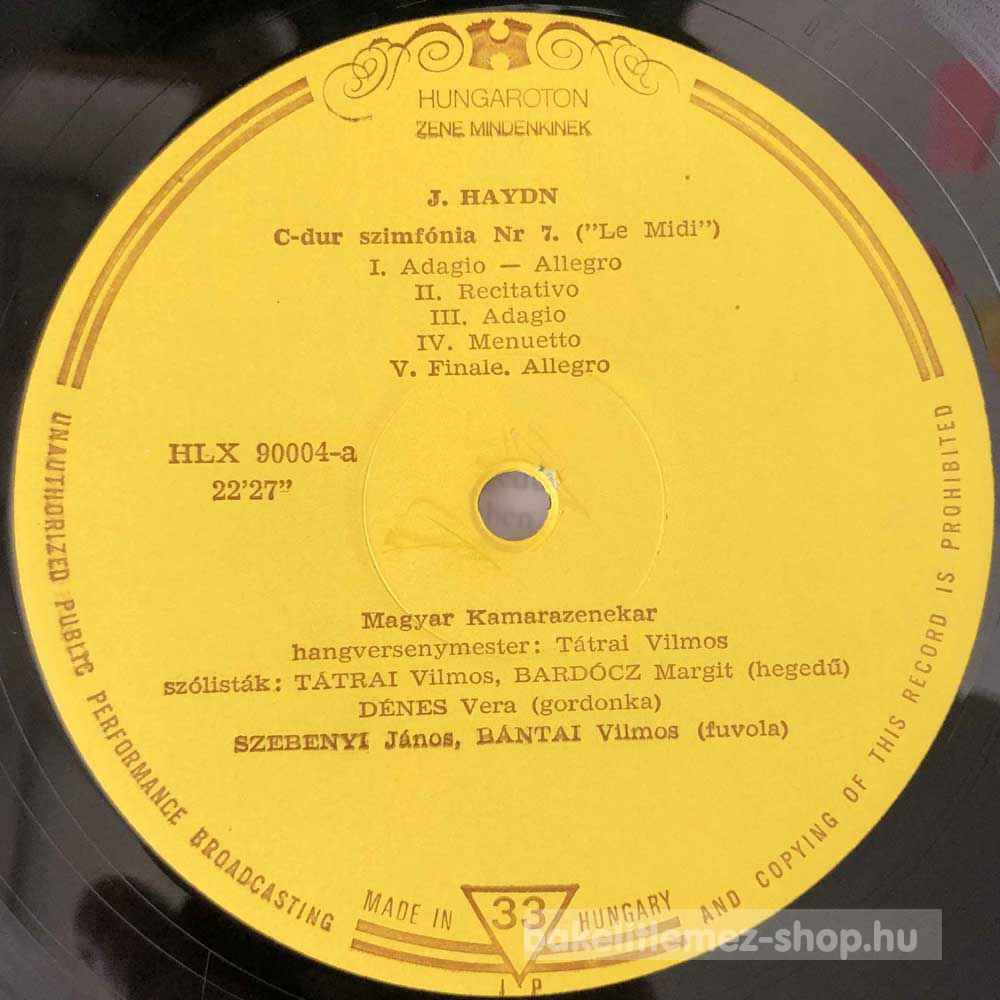 HUNGAROTON
ZENE MINDENKINEK
J. HAYDN
C-dur szimfónia Nr 7. ("Le Midi")
I. Adagio — Allegro
II. Recitativo
III. Adagio
IV. Menuetto
V. Finale. Allegro
HLX 90004-a
22'27"
Magyar Kamarazenekar
hangversenymester: Tátrai Vilmos
szólisták: TÁTRAI Vilmos, BARDÓCZ Margit (hegedű)
DÉNES Vera (gordonka)
SZEBENYI János, BÁNTAI Vilmos (fuvola)
UNAUTHORIZED PUBLIC PERFORMANCE BROADCASTING AND COPYING OF THIS RECORD IS PROHIBITED
MADE IN HUNGARY
33
LP
bakelitlemez-shop.hu